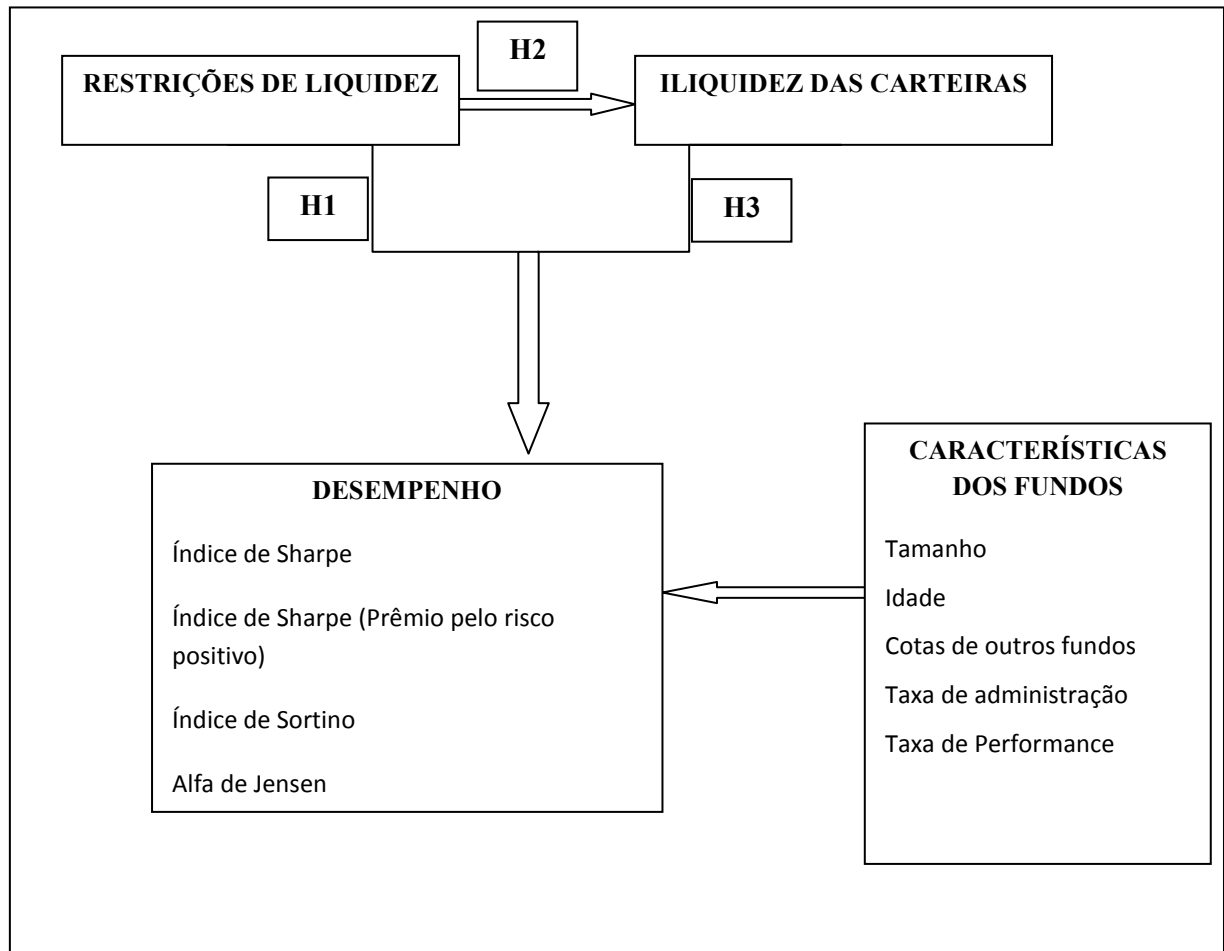 H2
RESTRIÇÕES DE LIQUIDEZ
ILIQUIDEZ DAS CARTEIRAS
H1
H3
DESEMPENHO
Índice de Sharpe
Índice de Sharpe (Prêmio pelo risco
positivo)
Índice de Sortino
Alfa de Jensen
CARACTERÍSTICAS
DOS FUNDOS
Tamanho
Idade
Cotas de outros fundos
Taxa de administração
Taxa de Performance